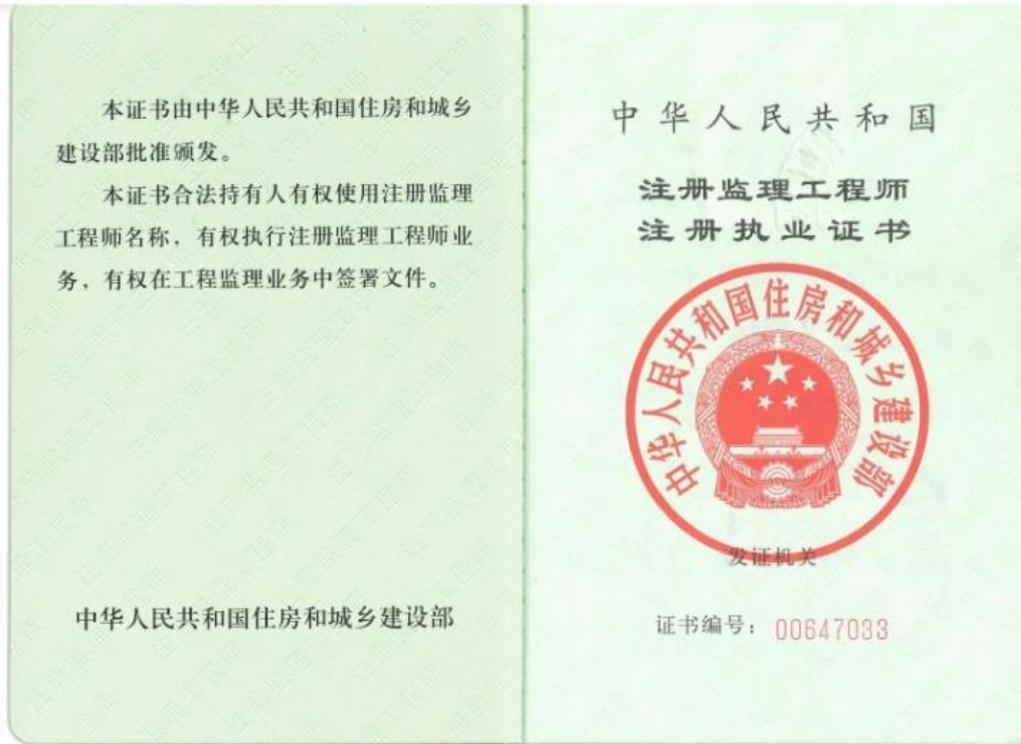 本证书由中华人民共和国住房和城乡
建设部批准颁发。
本证书合法持有人有权使用注册监理
工程师名称，有权执行注册监理工程师业
务，有权在工程监理业务中签署文件。
中华人民共和国住房和城乡建设部
中华人民共和国
注册监理工程师
注册执业证书
中华人民共和国住房和城乡建设部
发证机关
证书编号：00647033